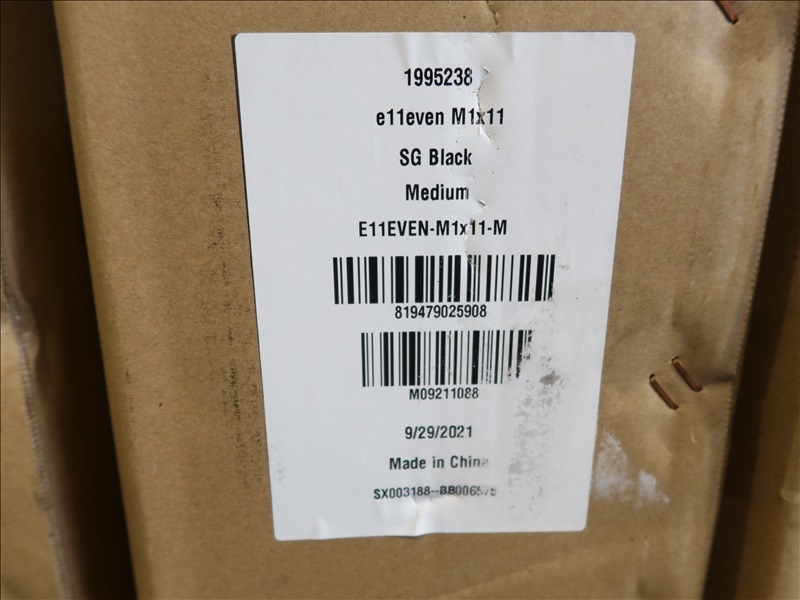 1995238
e11even M1x11
SG Black
Medium
E11EVEN-M1x11-M
819479025908
M09211088
9/29/2021
Made in China